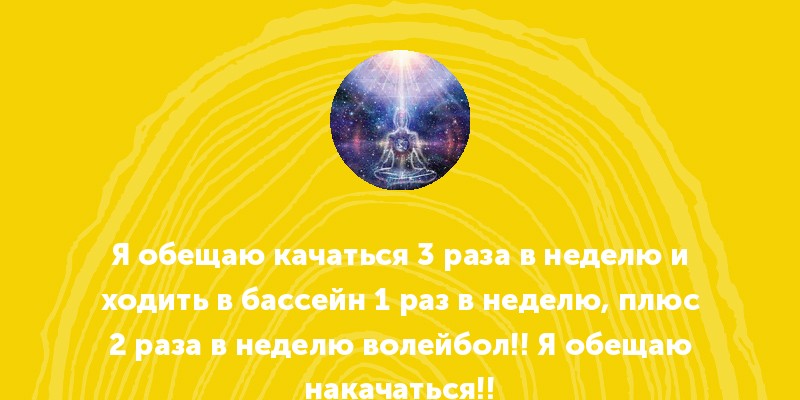 Я обещаю качаться 3 раза в неделю и
ходить в бассейн 1 раз в неделю, плюс
2 раза в неделю волейбол!! Я обещаю
накачаться!!